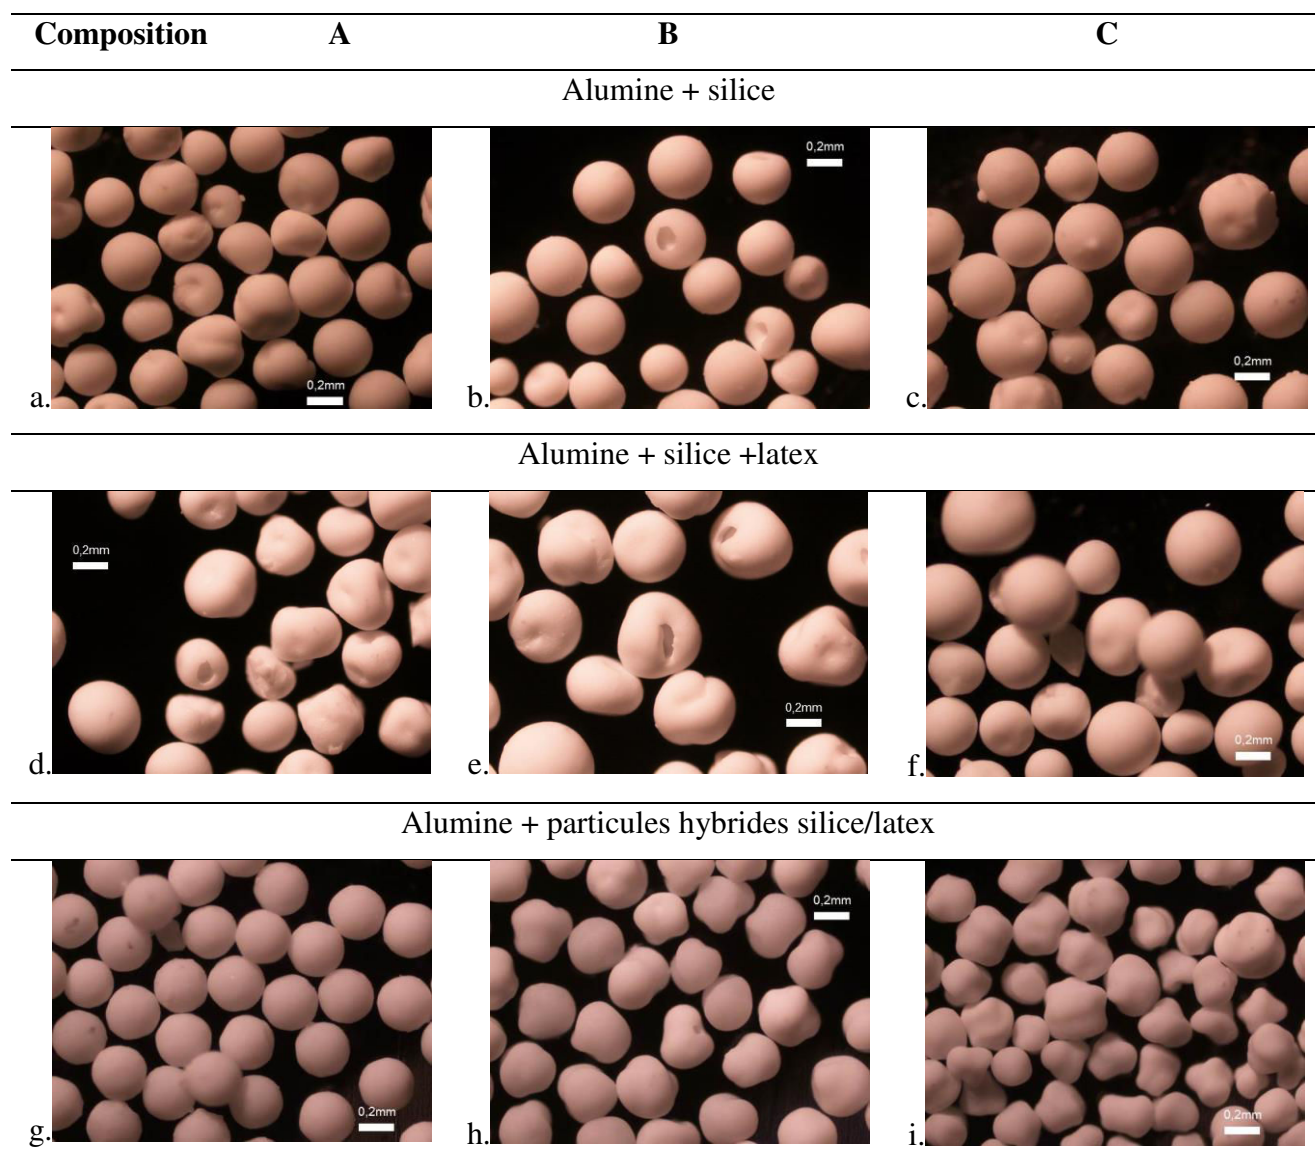 Composition A B C
Alumine + silice
0,2mm
0,2mm
0,2mm
a. b. c.
Alumine + silice +latex
0,2mm
0,2mm
0,2mm
d. e. f.
Alumine + particules hybrides silice/latex
0,2mm
0,2mm
0,2mm
g. h. i.